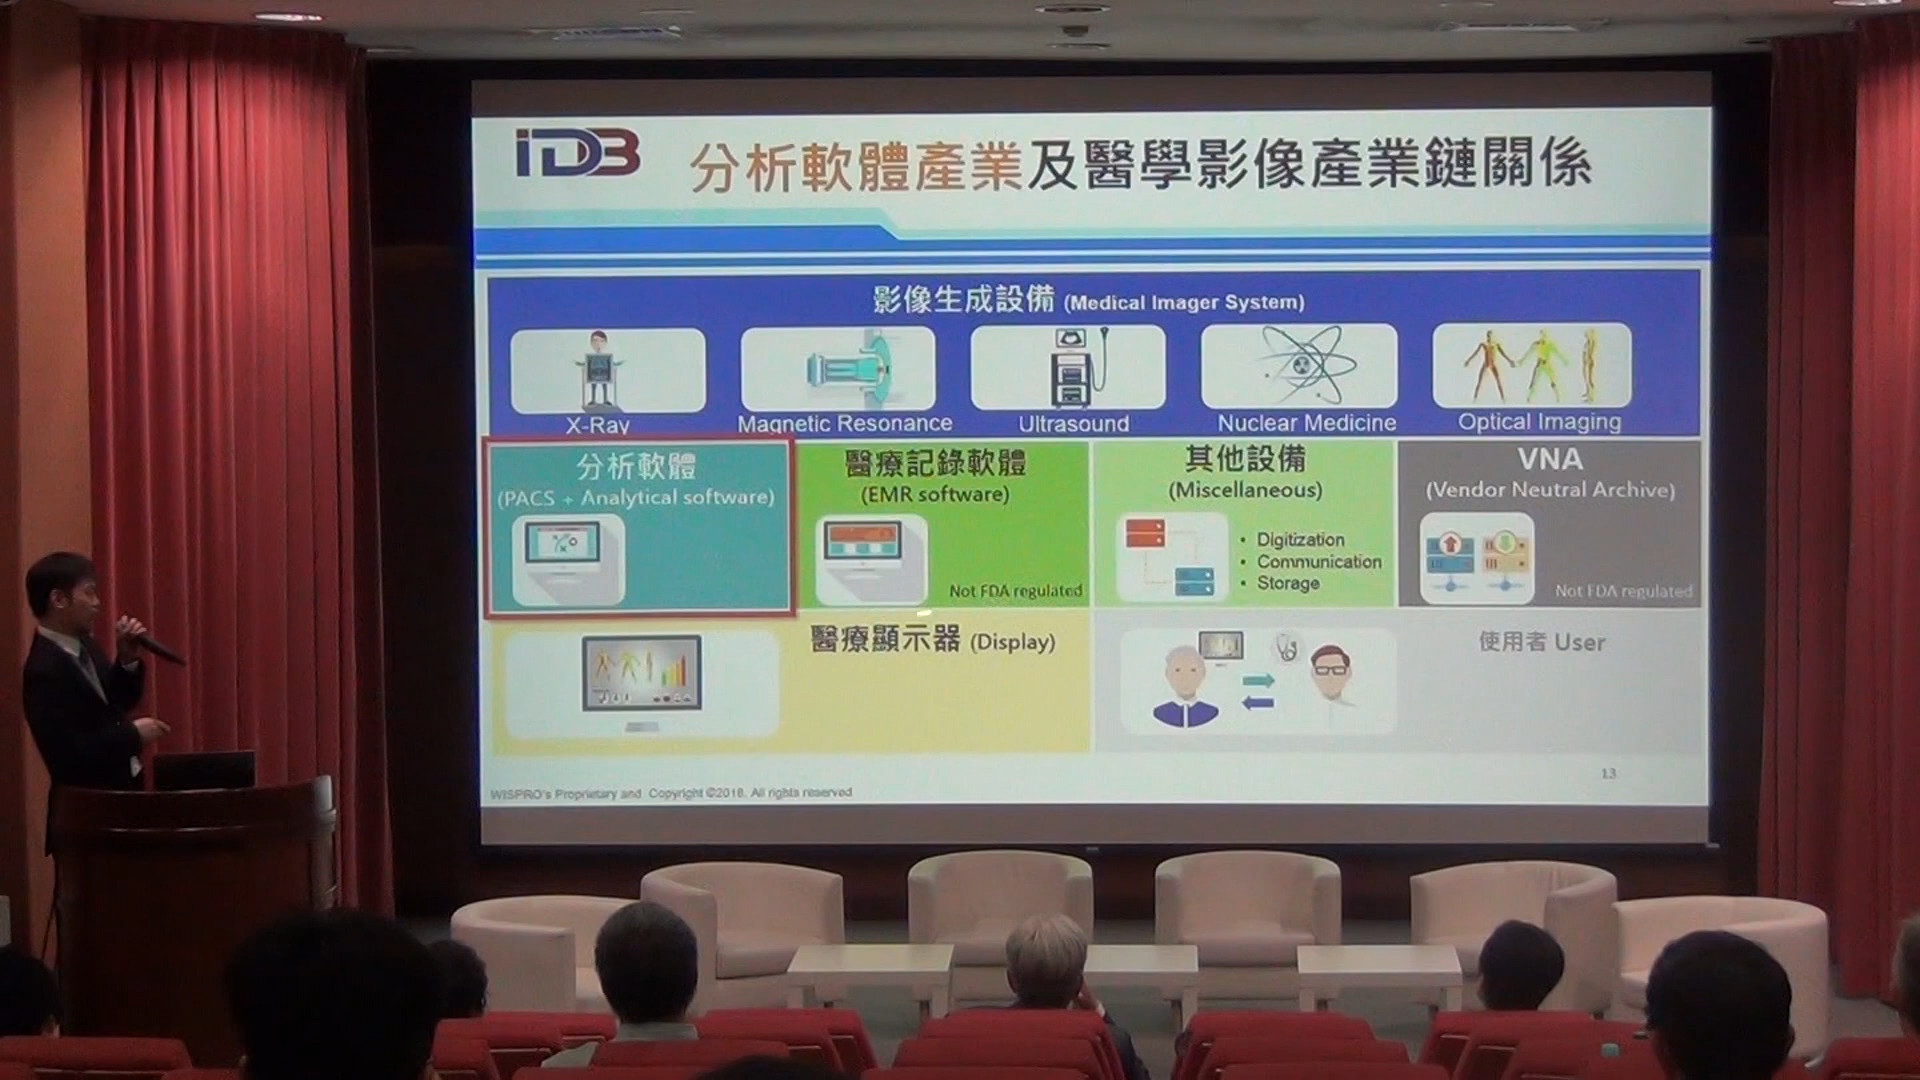 iDB
分析軟體產業及醫學影像產業鏈關係
影像生成設備 (Medical Imager System)
X-Ray
Magnetic Resonance
Ultrasound
Nuclear Medicine
Optical Imaging
分析軟體
(PACS + Analytical software)
醫療記錄軟體
(EMR software)
Not FDA regulated
其他設備
(Miscellaneous)
• Digitization
• Communication
• Storage
VNA
(Vendor Neutral Archive)
Not FDA regulated
醫療顯示器 (Display)
使用者 User
13
WISPRO's Proprietary and Copyright ©2018. All rights reserved